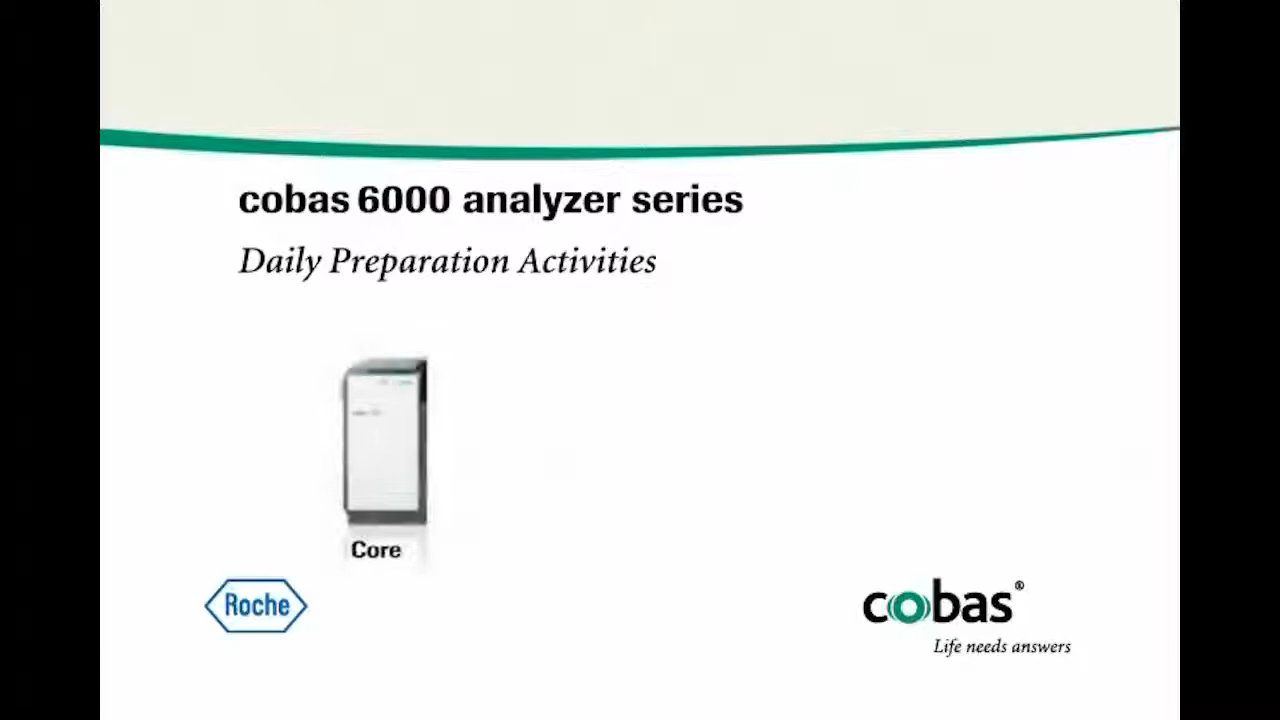 cobas 6000 analyzer series
Daily Preparation Activities
Core
Roche
cobas®
Life needs answers